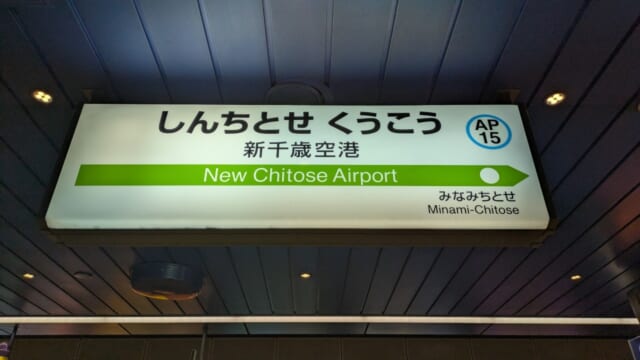 しんちとせ くうこう
AP
15
新千歳空港
New Chitose Airport
みなみちとせ
Minami-Chitose